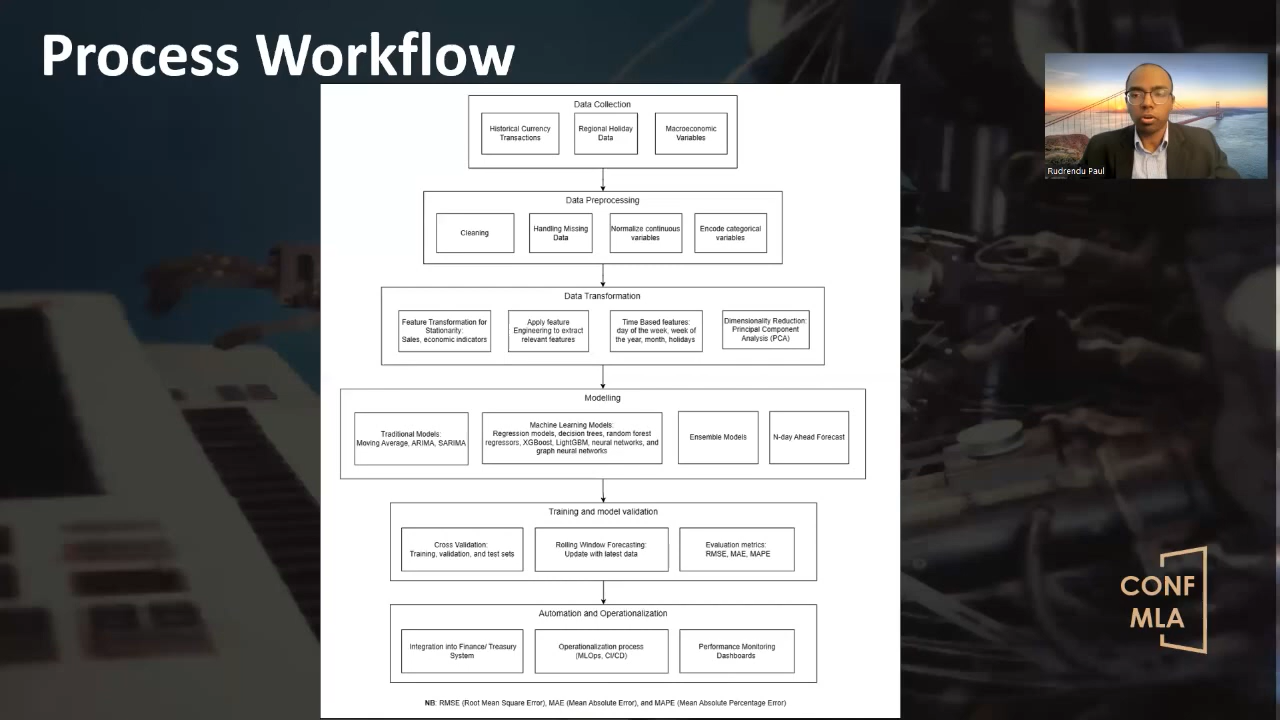 Process Workflow
Rudrendu Paul
Data Collection
Historical Currency
Transactions
Regional Holiday
Data
Macroeconomic
Variables
Data Preprocessing
Cleaning
Handling Missing
Data
Normalize continuous
variables
Encode categorical
variables
Data Transformation
Feature Transformation for
Stationarity:
Sales, economic indicators
Apply feature
Engineering to extract
relevant features
Time Based features:
day of the week, week of
the year, month, holidays
Dimensionality Reduction:
Principal Component
Analysis (PCA)
Modelling
Traditional Models:
Moving Average, ARIMA, SARIMA
Machine Learning Models:
Regression models, decision trees, random forest
regressors, XGBoost, LightGBM, neural networks, and
graph neural networks
Ensemble Models
N-day Ahead Forecast
Training and model validation
Cross Validation:
Training, validation, and test sets
Rolling Window Forecasting:
Update with latest data
Evaluation metrics:
RMSE, MAE, MAPE
Automation and Operationalization
Integration into Finance/ Treasury
System
Operationalization process
(MLOps, CI/CD)
Performance Monitoring
Dashboards
NB: RMSE (Root Mean Square Error), MAE (Mean Absolute Error), and MAPE (Mean Absolute Percentage Error)
CONF
MLA